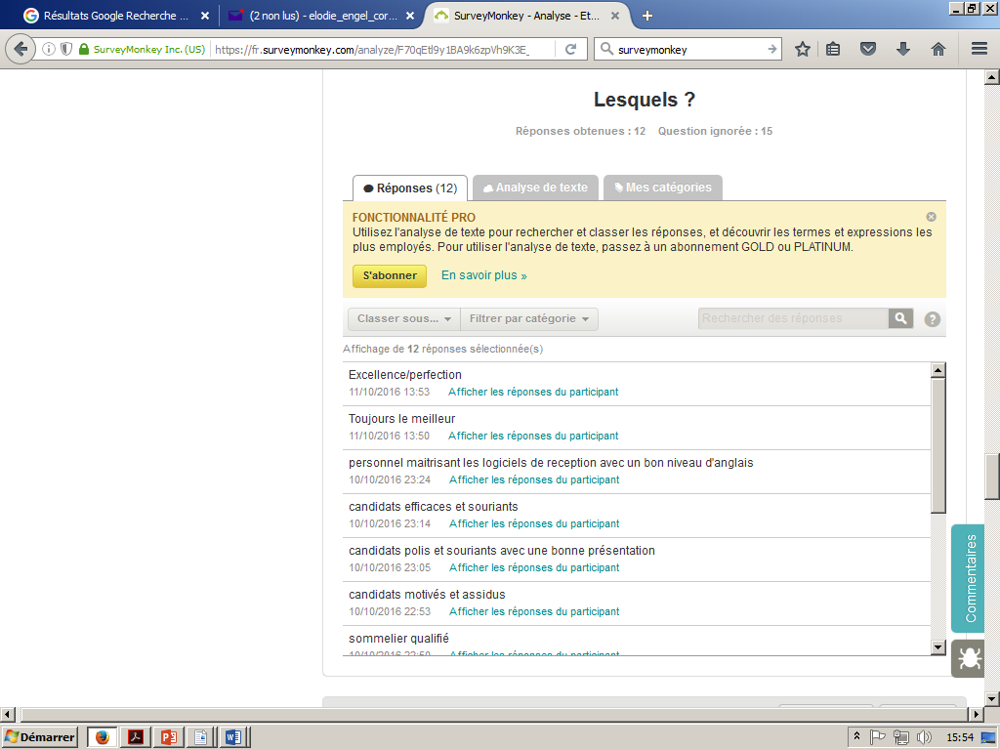 Résultats Google Recherche ...
(2 non lus) - elodie_engel_cor...
SurveyMonkey - Analyse - Et...
SurveyMonkey Inc. (US)
https://fr.surveymonkey.com/analyze/F70qEtl9y1BA9k6zpVh9K3E_
surveymonkey
Lesquels ?
Réponses obtenues : 12 Question ignorée : 15
Réponses (12)
Analyse de texte
Mes catégories
FONCTIONNALITÉ PRO
Utilisez l'analyse de texte pour rechercher et classer les réponses, et découvrir les termes et expressions les
plus employés. Pour utiliser l'analyse de texte, passez à un abonnement GOLD ou PLATINUM.
S'abonner
En savoir plus »
Classer sous...
Filtrer par catégorie
Rechercher des réponses
?
Affichage de 12 réponses sélectionnée(s)
Excellence/perfection
11/10/2016 13:53 Afficher les réponses du participant
Toujours le meilleur
11/10/2016 13:50 Afficher les réponses du participant
personnel maitrisant les logiciels de reception avec un bon niveau d'anglais
10/10/2016 23:24 Afficher les réponses du participant
candidats efficaces et souriants
10/10/2016 23:14 Afficher les réponses du participant
candidats polis et souriants avec une bonne présentation
10/10/2016 23:05 Afficher les réponses du participant
candidats motivés et assidus
10/10/2016 22:53 Afficher les réponses du participant
sommelier qualifié
10/10/2016 22:50 Afficher les réponses du participant
Commentaires
Démarrer
15:54